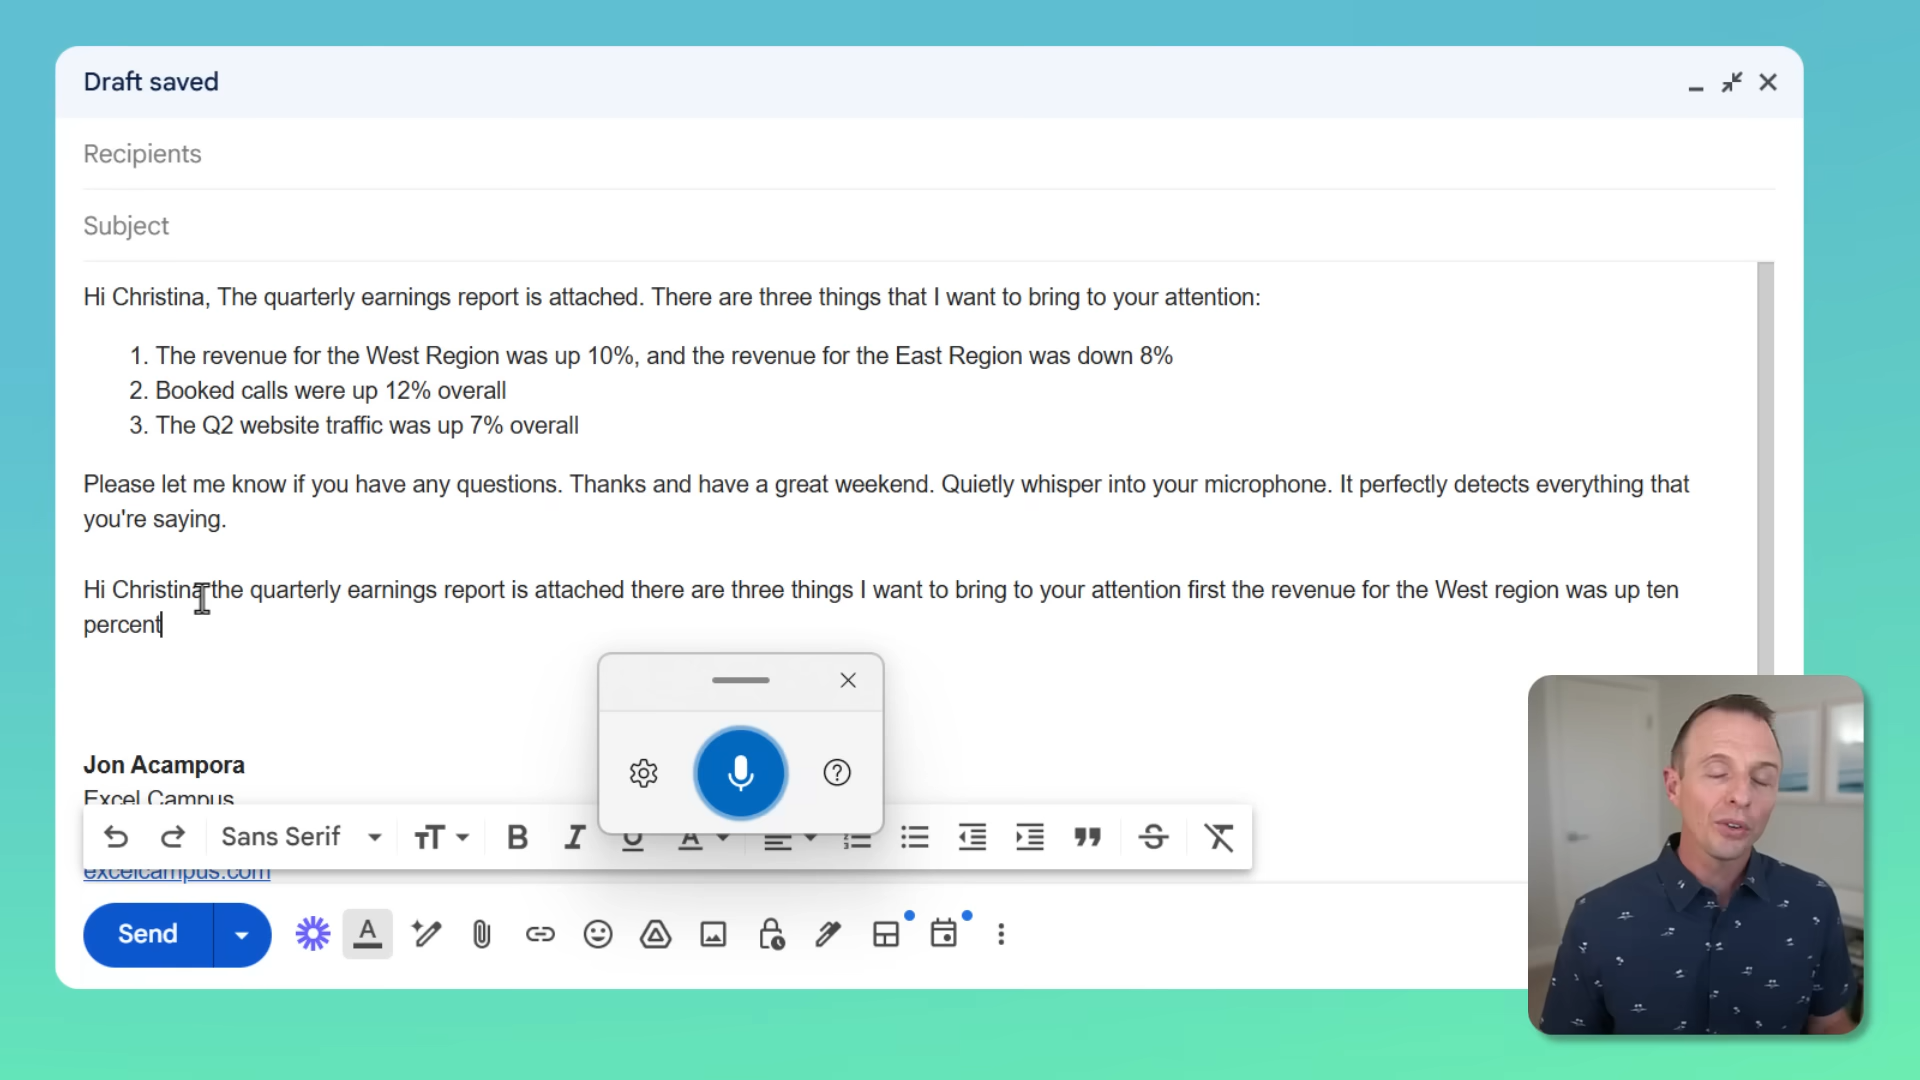 Draft saved
Recipients
Subject
Hi Christina, The quarterly earnings report is attached. There are three things that I want to bring to your attention:
1. The revenue for the West Region was up 10%, and the revenue for the East Region was down 8%
2. Booked calls were up 12% overall
3. The Q2 website traffic was up 7% overall
Please let me know if you have any questions. Thanks and have a great weekend. Quietly whisper into your microphone. It perfectly detects everything that
you're saying.
Hi Christina the quarterly earnings report is attached there are three things I want to bring to your attention first the revenue for the West region was up ten
percent
Jon Acampora
Excel Campus
Sans Serif
excelcampus.com
Send